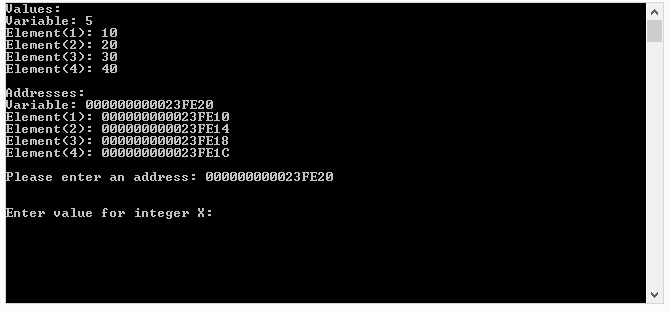 Values:
Variable: 5
Element(1): 10
Element(2): 20
Element(3): 30
Element(4): 40
Addresses:
Variable: 000000000023FE20
Element(1): 000000000023FE10
Element(2): 000000000023FE14
Element(3): 000000000023FE18
Element(4): 000000000023FE1C
Please enter an address: 000000000023FE20
Enter value for integer X: